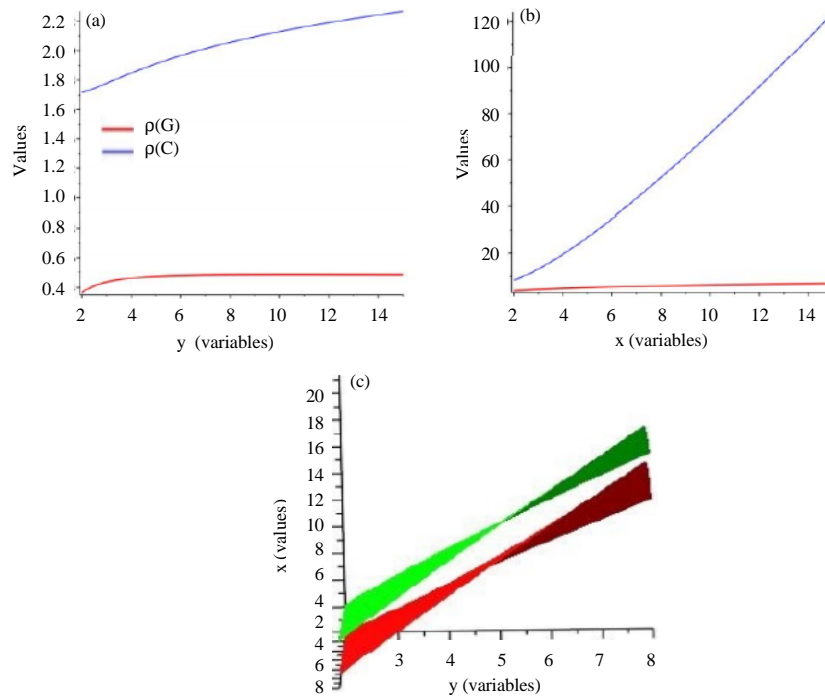 (a)
2.2
2.0
1.8
1.6
1.4
1.2
1.0
0.8
0.6
0.4
Values
ρ(G)
ρ(C)
2 4 6 8 10 12 14
y (variables)
(b)
120
100
80
60
40
20
Values
2 4 6 8 10 12 14
x (variables)
(c)
20
18
16
14
12
10
8
6
4
2
4
6
8
x (values)
3 4 5 6 7 8
y (variables)